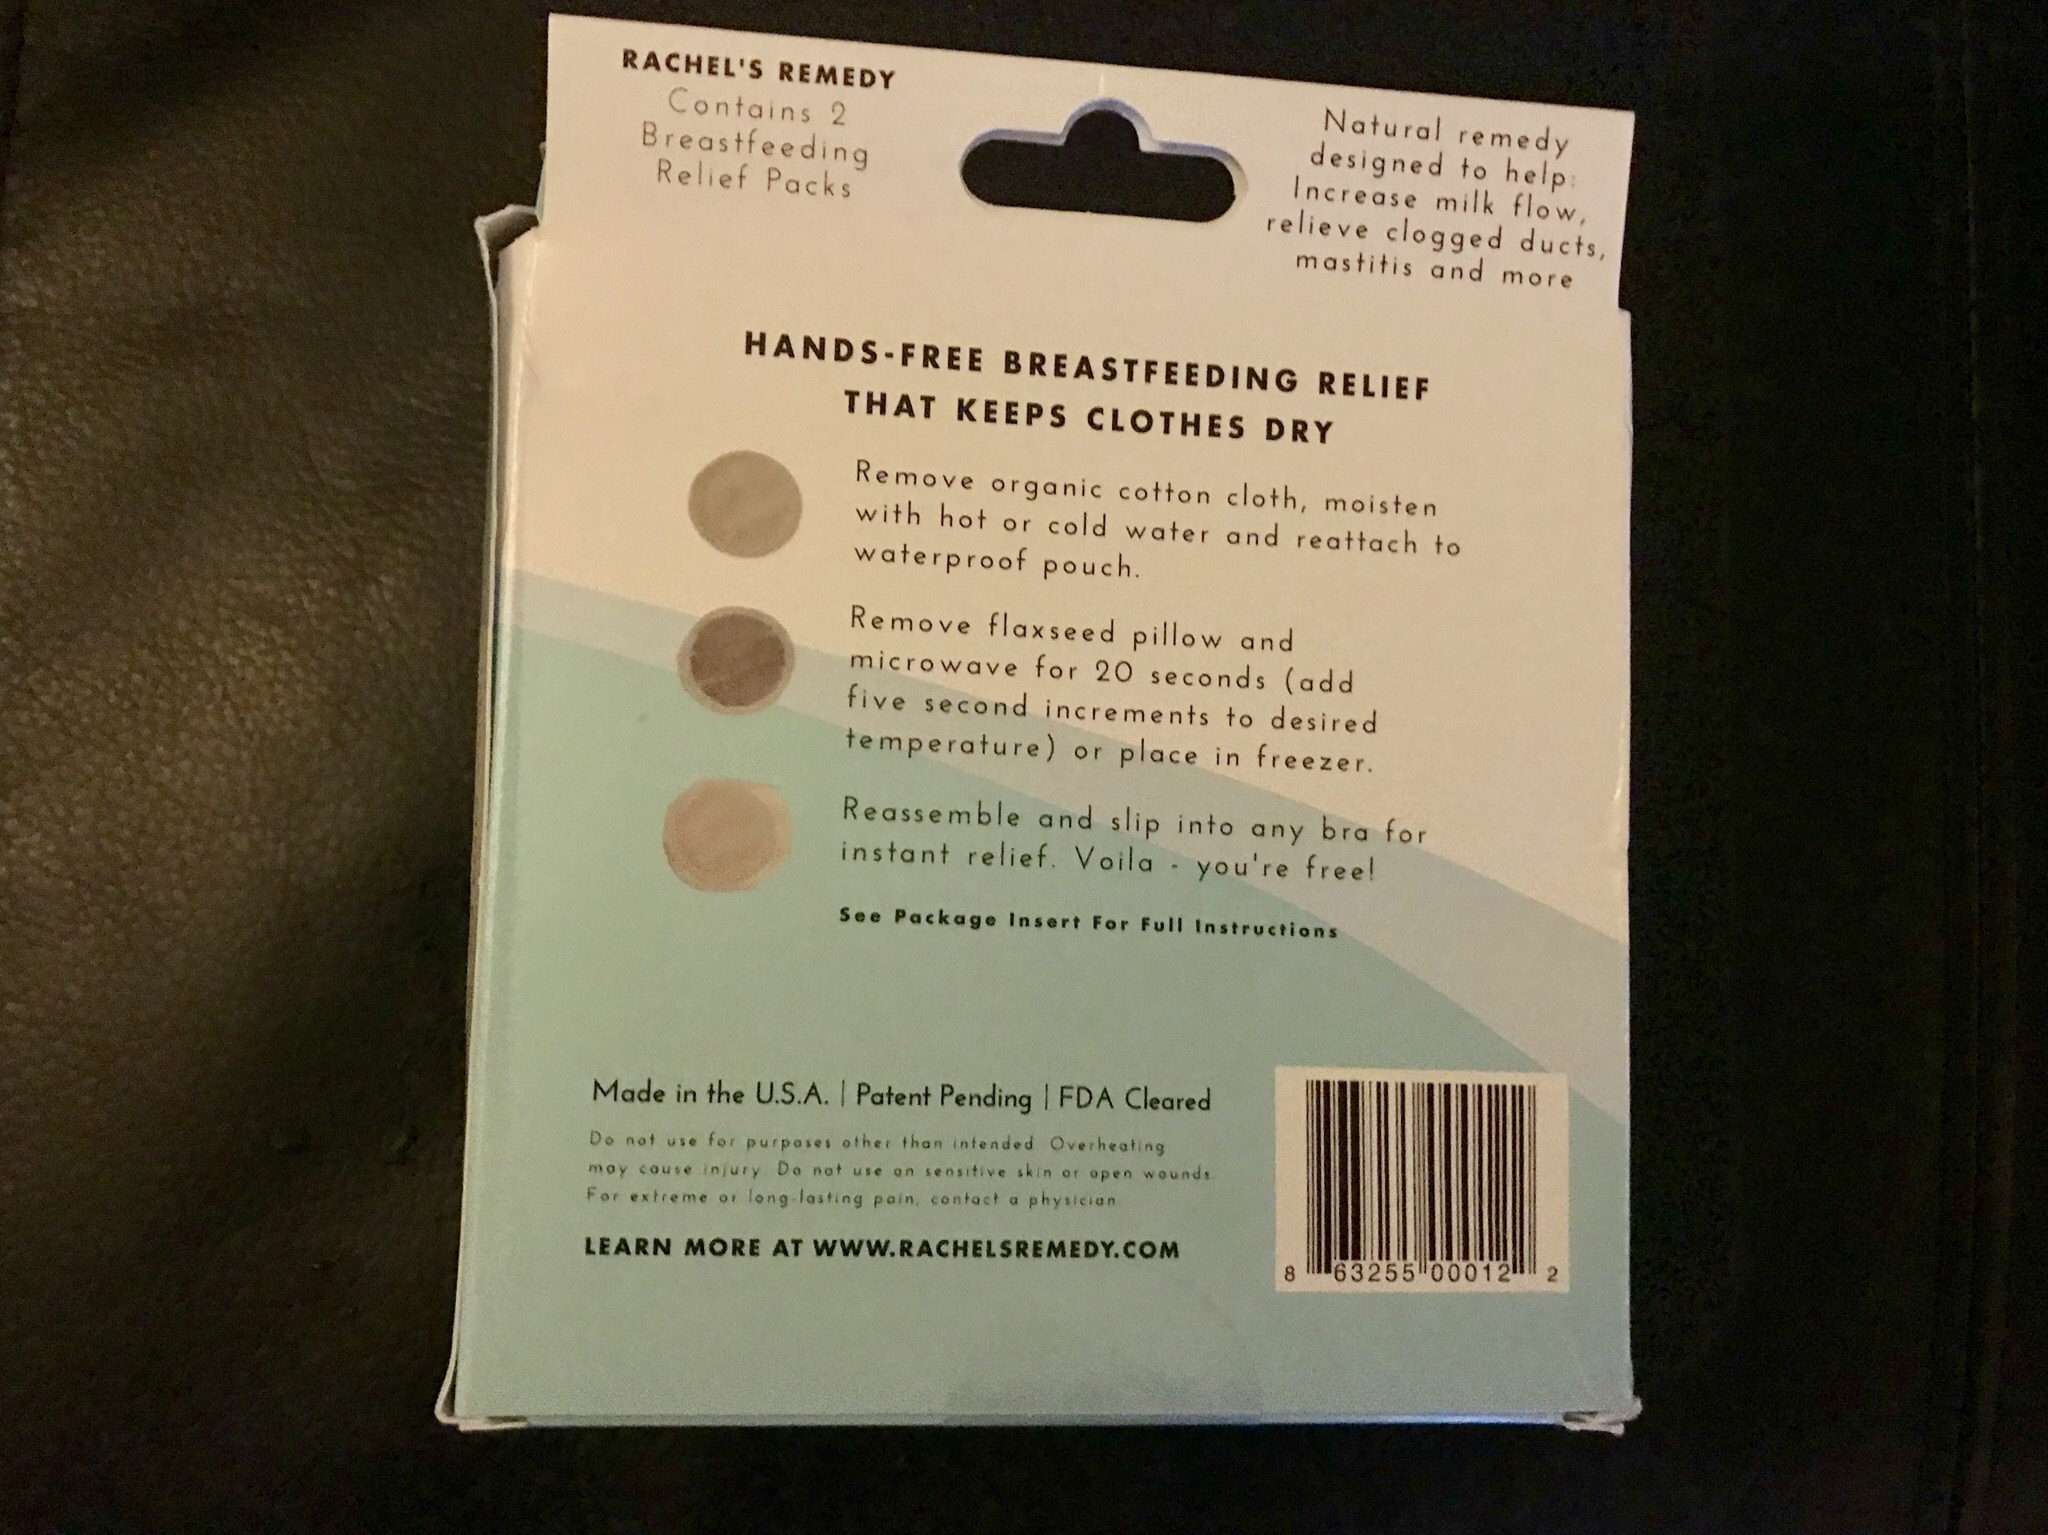 RACHEL'S REMEDY
Contains 2
Breastfeeding
Relief Packs
Natural remedy
designed to help:
Increase milk flow,
relieve clogged ducts,
mastitis and more
HANDS-FREE BREASTFEEDING RELIEF
THAT KEEPS CLOTHES DRY
Remove organic cotton cloth, moisten
with hot or cold water and reattach to
waterproof pouch.
Remove flaxseed pillow and
microwave for 20 seconds (add
five second increments to desired
temperature) or place in freezer.
Reassemble and slip into any bra for
instant relief. Voila - you're free!
See Package Insert For Full Instructions
Made in the U.S.A. | Patent Pending | FDA Cleared
Do not use for purposes other than intended. Overheating
may cause injury. Do not use on sensitive skin or open wounds.
For extreme or long-lasting pain, contact a physician.
LEARN MORE AT WWW.RACHELSREMEDY.COM
8 63255 00012 2